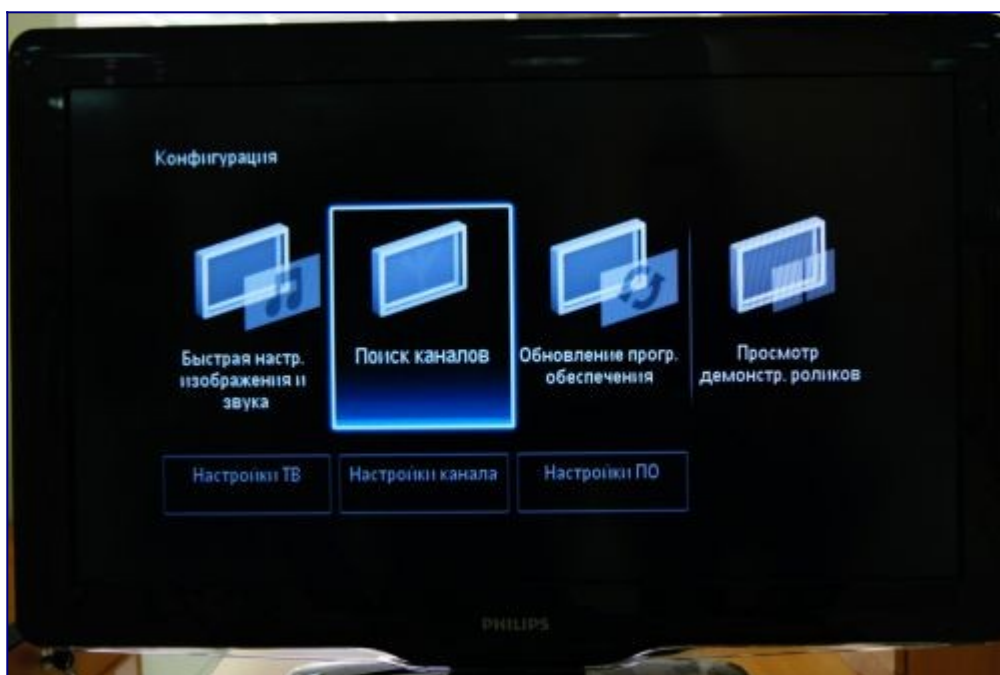 Конфигурация
Быстрая настр.
изображения и
звука
Поиск каналов
Обновление прогр.
обеспечения
Просмотр
демонстр. роликов
Настройки ТВ
Настройки канала
Настройки ПО
PHILIPS